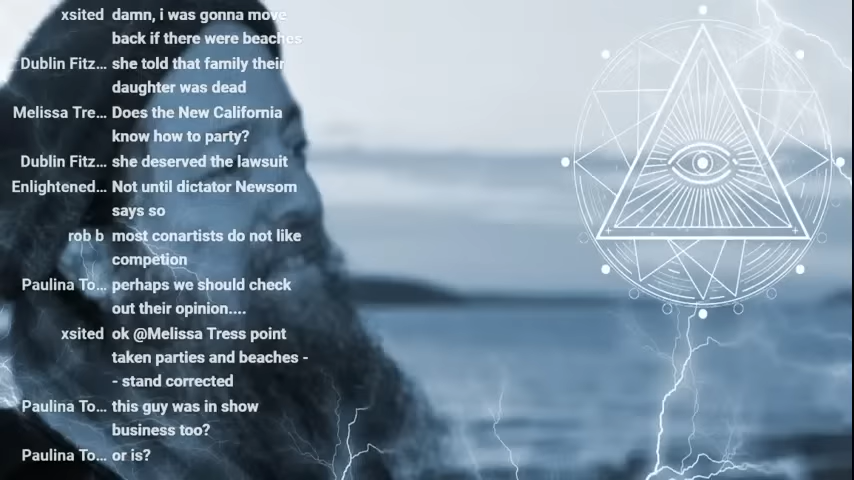 xsited damn, i was gonna move
back if there were beaches
Dublin Fitz... she told that family their
daughter was dead
Melissa Tre... Does the New California
know how to party?
Dublin Fitz... she deserved the lawsuit
Enlightened... Not until dictator Newsom
says so
rob b most conartists do not like
competion
Paulina To... perhaps we should check
out their opinion....
xsited ok @Melissa Tress point
taken parties and beaches -
- stand corrected
Paulina To... this guy was in show
business too?
Paulina To... or is?